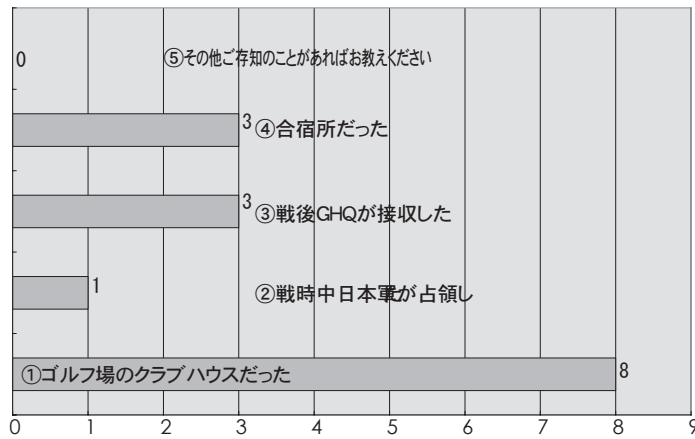 0 ⑤その他ご存知のことがあればお教えください
3 ④合宿所だった
3 ③戦後GHQが接収した
1 ②戦時中日本軍が占領し
①ゴルフ場のクラブハウスだった 8
0 1 2 3 4 5 6 7 8 9